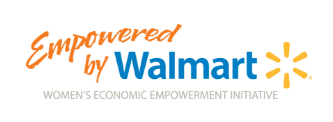 Empowered
by Walmart
WOMEN'S ECONOMIC EMPOWERMENT INITIATIVE